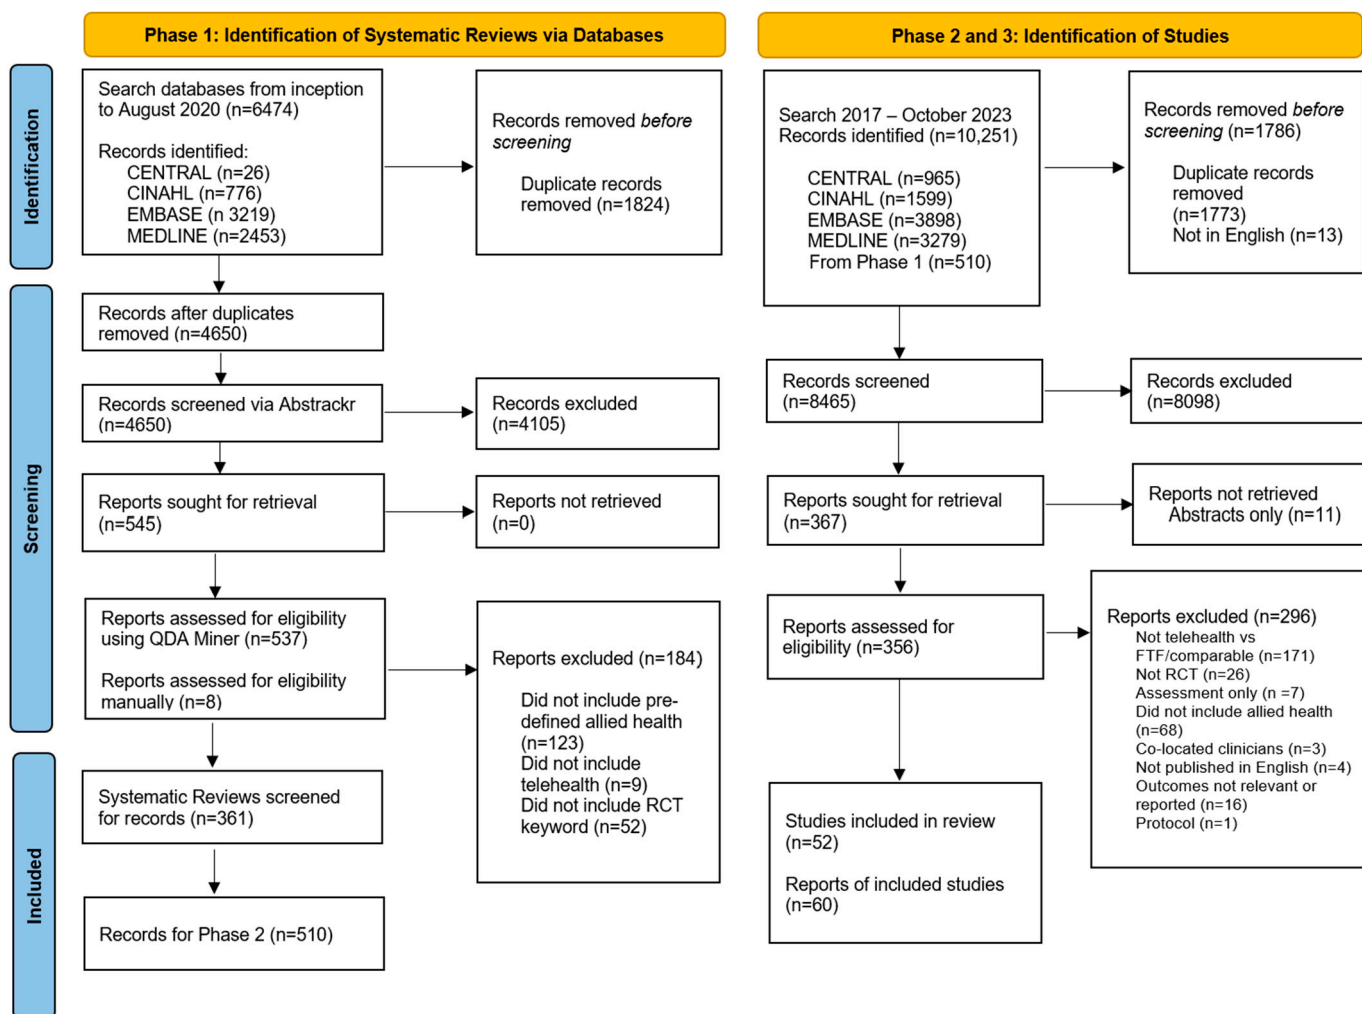 Phase 1: Identification of Systematic Reviews via Databases
Identification
Search databases from inception
to August 2020 (n=6474)
Records identified:
CENTRAL (n=26)
CINAHL (n=776)
EMBASE (n 3219)
MEDLINE (n=2453)
Records removed before
screening
Duplicate records
removed (n=1824)
Screening
Records after duplicates
removed (n=4650)
Records screened via Abstrackr
(n=4650)
Records excluded
(n=4105)
Reports sought for retrieval
(n=545)
Reports not retrieved
(n=0)
Reports assessed for eligibility
using QDA Miner (n=537)
Reports assessed for eligibility
manually (n=8)
Reports excluded (n=184)
Did not include pre-
defined allied health
(n=123)
Did not include
telehealth (n=9)
Did not include RCT
keyword (n=52)
Included
Systematic Reviews screened
for records (n=361)
Records for Phase 2 (n=510)
Phase 2 and 3: Identification of Studies
Search 2017 – October 2023
Records identified (n=10,251)
CENTRAL (n=965)
CINAHL (n=1599)
EMBASE (n=3898)
MEDLINE (n=3279)
From Phase 1 (n=510)
Records removed before
screening (n=1786)
Duplicate records
removed
(n=1773)
Not in English (n=13)
Records screened
(n=8465)
Records excluded
(n=8098)
Reports sought for retrieval
(n=367)
Reports not retrieved
Abstracts only (n=11)
Reports assessed for
eligibility (n=356)
Reports excluded (n=296)
Not telehealth vs
FTF/comparable (n=171)
Not RCT (n=26)
Assessment only (n =7)
Did not include allied health
(n=68)
Co-located clinicians (n=3)
Not published in English (n=4)
Outcomes not relevant or
reported (n=16)
Protocol (n=1)
Studies included in review
(n=52)
Reports of included studies
(n=60)